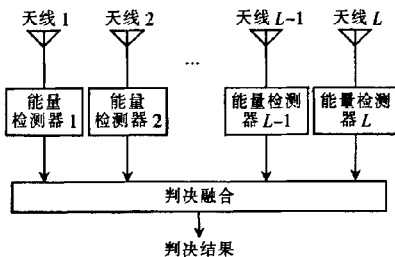 天线 1 天线 2 天线 L-1 天线 L
...
能量检测器 1 能量检测器 2 能量检测器 L-1 能量检测器 L
判决融合
判决结果